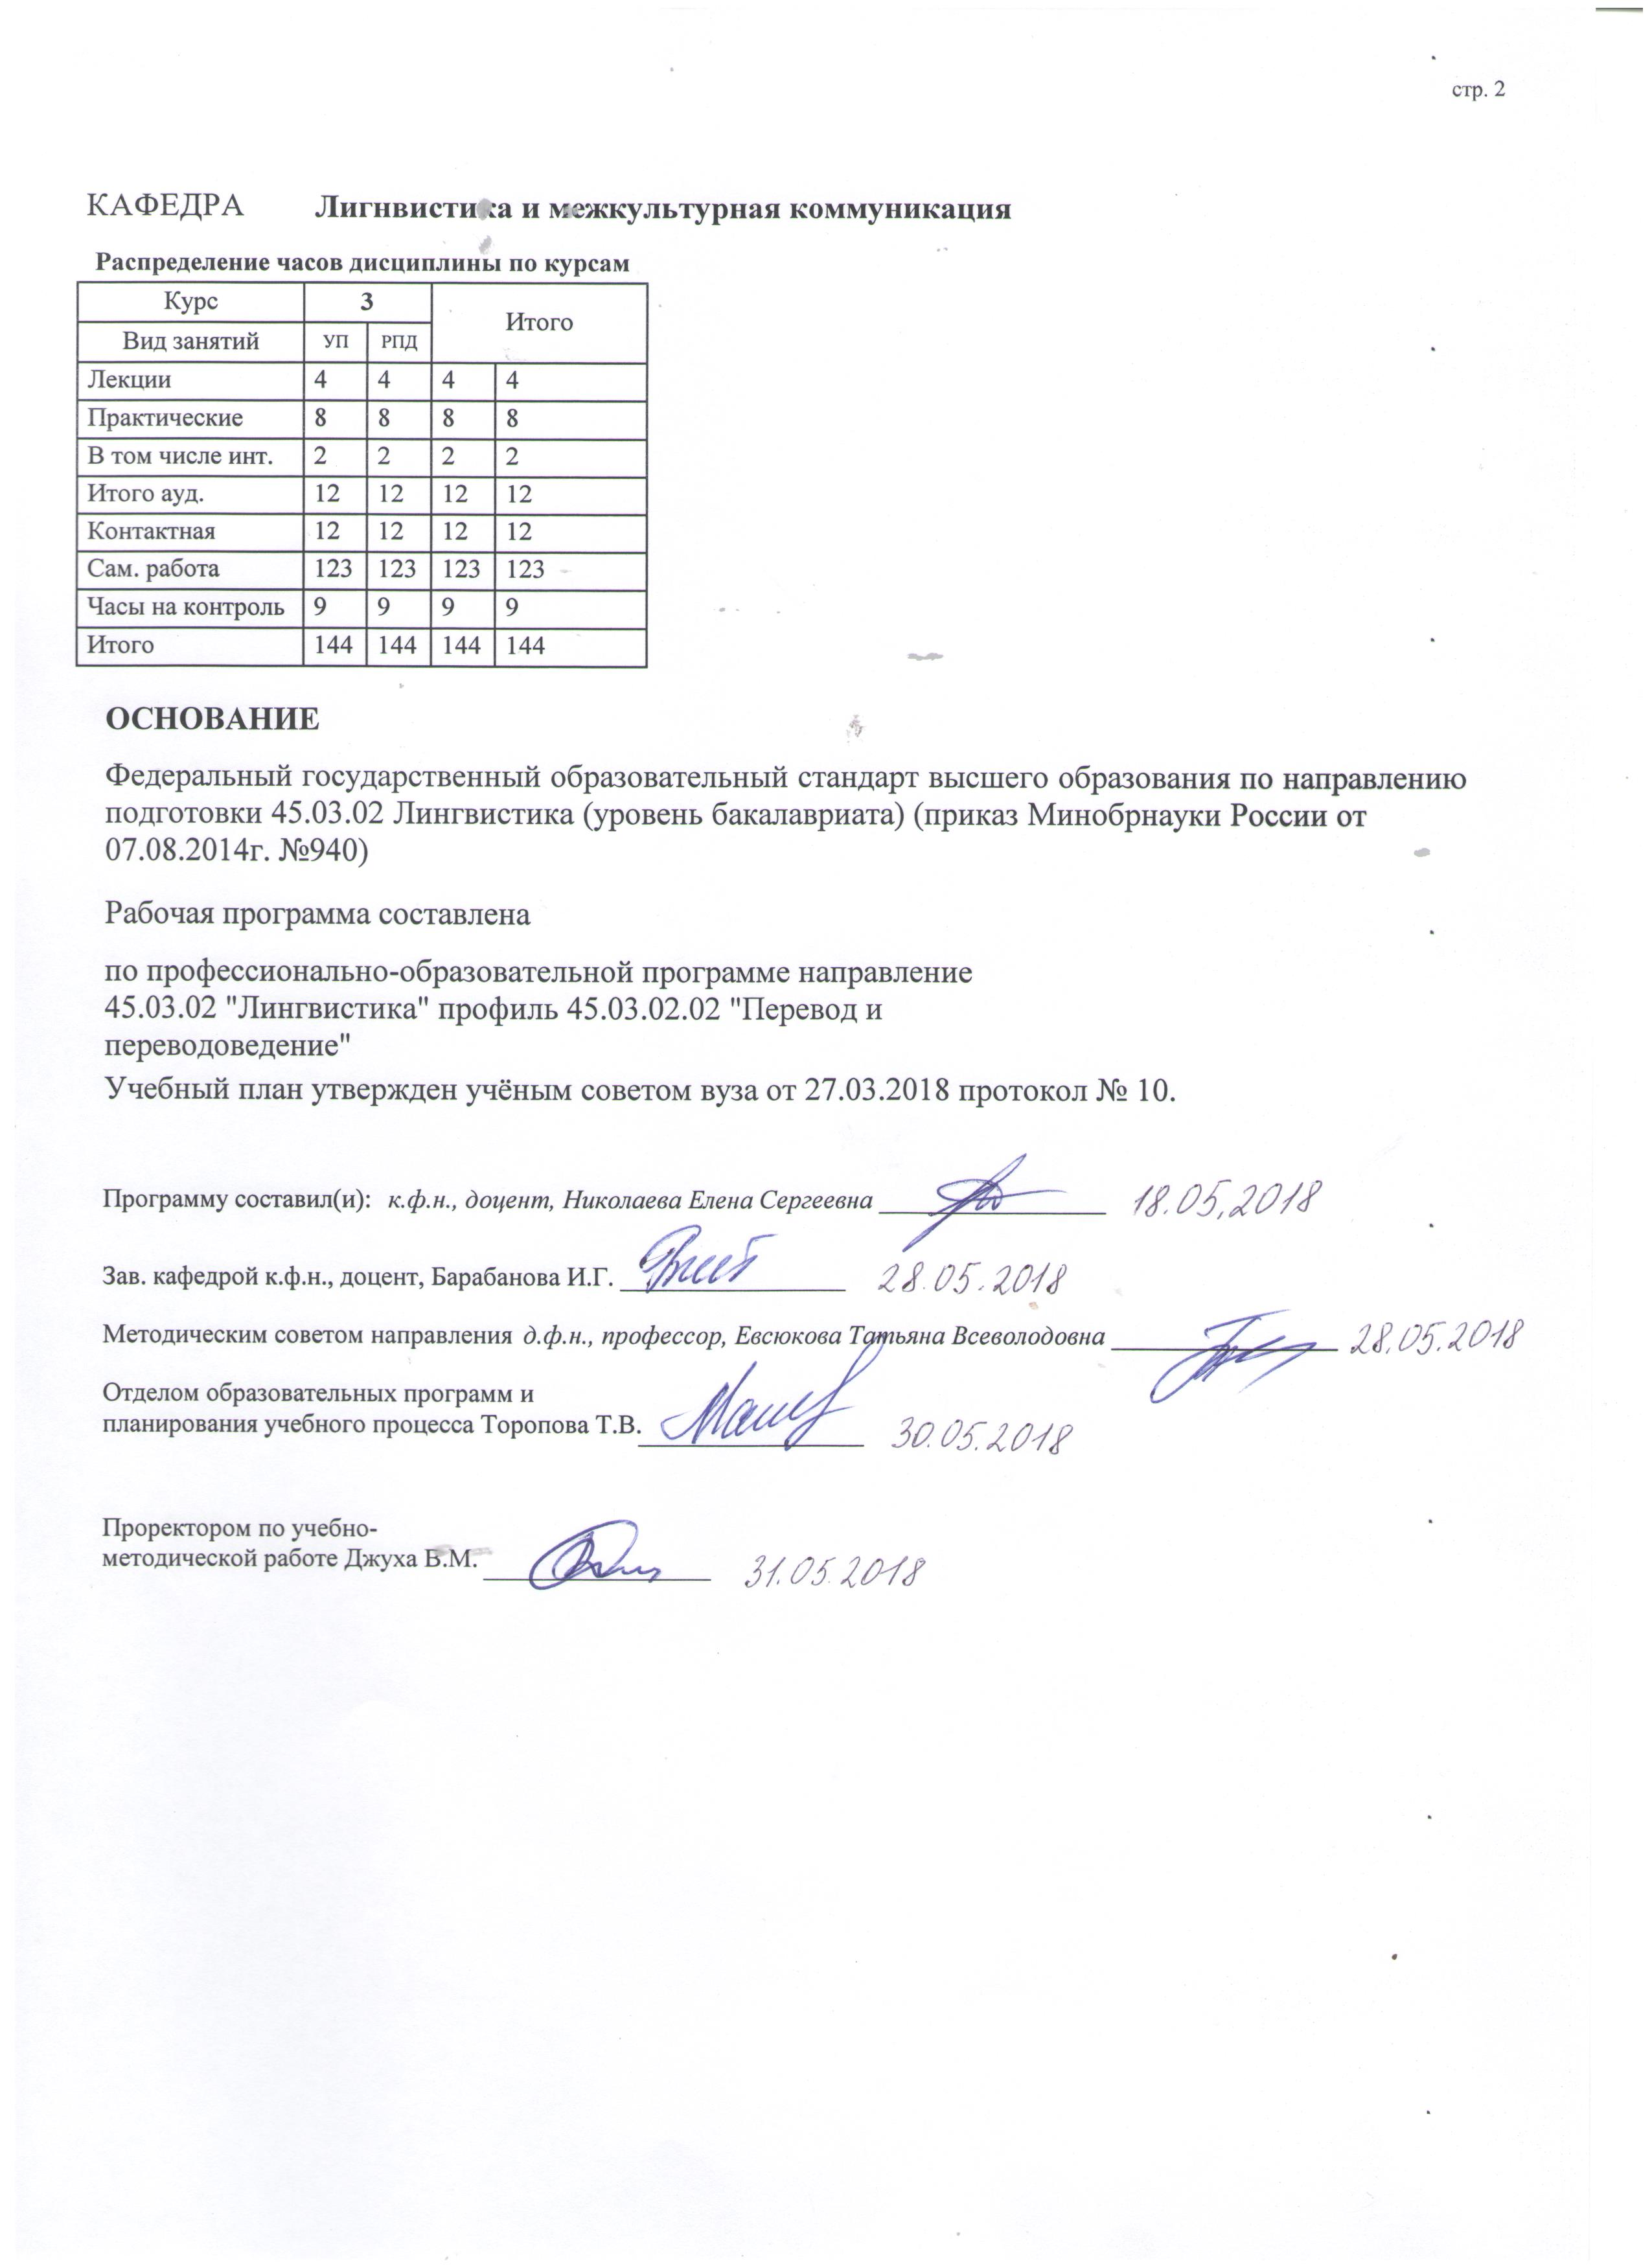 стр. 2
КАФЕДРА Лигнвистика и межкультурная коммуникация
Распределение часов дисциплины по курсам
Курс 3 Итого
Вид занятий УП РПД
Лекции 4 4 4 4
Практические 8 8 8 8
В том числе инт. 2 2 2 2
Итого ауд. 12 12 12 12
Контактная 12 12 12 12
Сам. работа 123 123 123 123
Часы на контроль 9 9 9 9
Итого 144 144 144 144
ОСНОВАНИЕ
Федеральный государственный образовательный стандарт высшего образования по направлению
подготовки 45.03.02 Лингвистика (уровень бакалавриата) (приказ Минобрнауки России от
07.08.2014г. №940)
Рабочая программа составлена
по профессионально-образовательной программе направление
45.03.02 "Лингвистика" профиль 45.03.02.02 "Перевод и
переводоведение"
Учебный план утвержден учёным советом вуза от 27.03.2018 протокол № 10.
Программу составил(и): к.ф.н., доцент, Николаева Елена Сергеевна 18.05.2018
Зав. кафедрой к.ф.н., доцент, Барабанова И.Г. 28.05.2018
Методическим советом направления д.ф.н., профессор, Евсюкова Татьяна Всеволодовна 28.05.2018
Отделом образовательных программ и
планирования учебного процесса Торопова Т.В. 30.05.2018
Проректором по учебно-
методической работе Джуха В.М. 31.05.2018